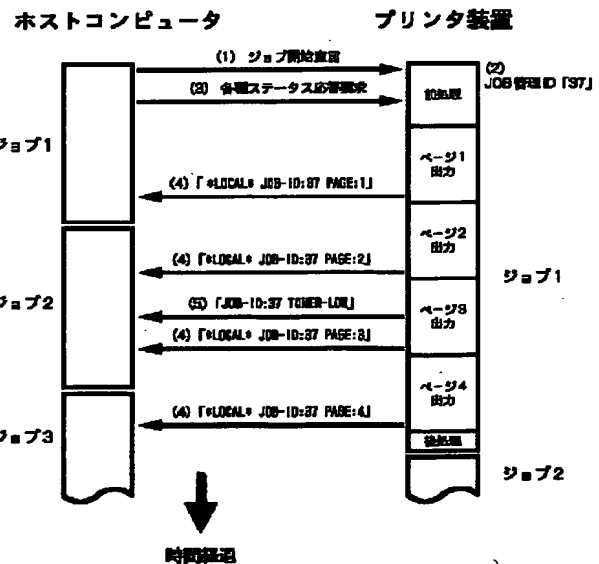 ホストコンピュータ
プリンタ装置
(1) ジョブ開始宣言
(2)
JOB管理ID「37」
(3) 各種ステータス応答要求
前処理
ジョブ1
ページ1
出力
(4)「*LOCAL* JOB-ID:37 PAGE:1」
ページ2
出力
(4)「*LOCAL* JOB-ID:37 PAGE:2」
ジョブ1
ジョブ2
(5)「JOB-ID:37 TONER-LOW」
ページ3
出力
(4)「*LOCAL* JOB-ID:37 PAGE:3」
ページ4
出力
(4)「*LOCAL* JOB-ID:37 PAGE:4」
ジョブ3
後処理
ジョブ2
時間経過